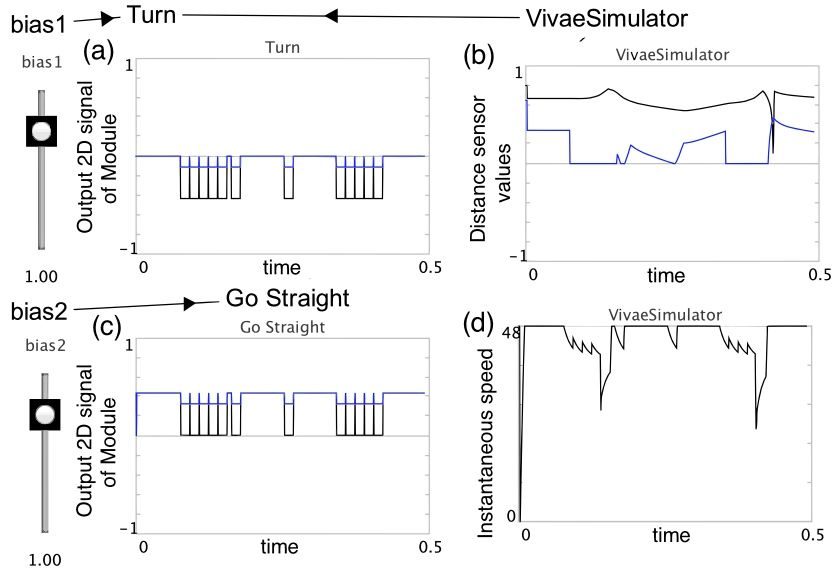 bias1
Turn
VivaeSimulator
bias1
1.00
(a)
Turn
1
Output 2D signal
of Module
-1
0
time
0.5
(b)
VivaeSimulator
1
Distance sensor
values
-1
0
time
0.5
bias2
Go Straight
bias2
1.00
(c)
Go Straight
1
Output 2D signal
of Module
-1
0
time
0.5
(d)
VivaeSimulator
48
Instantaneous speed
0
0
time
0.5